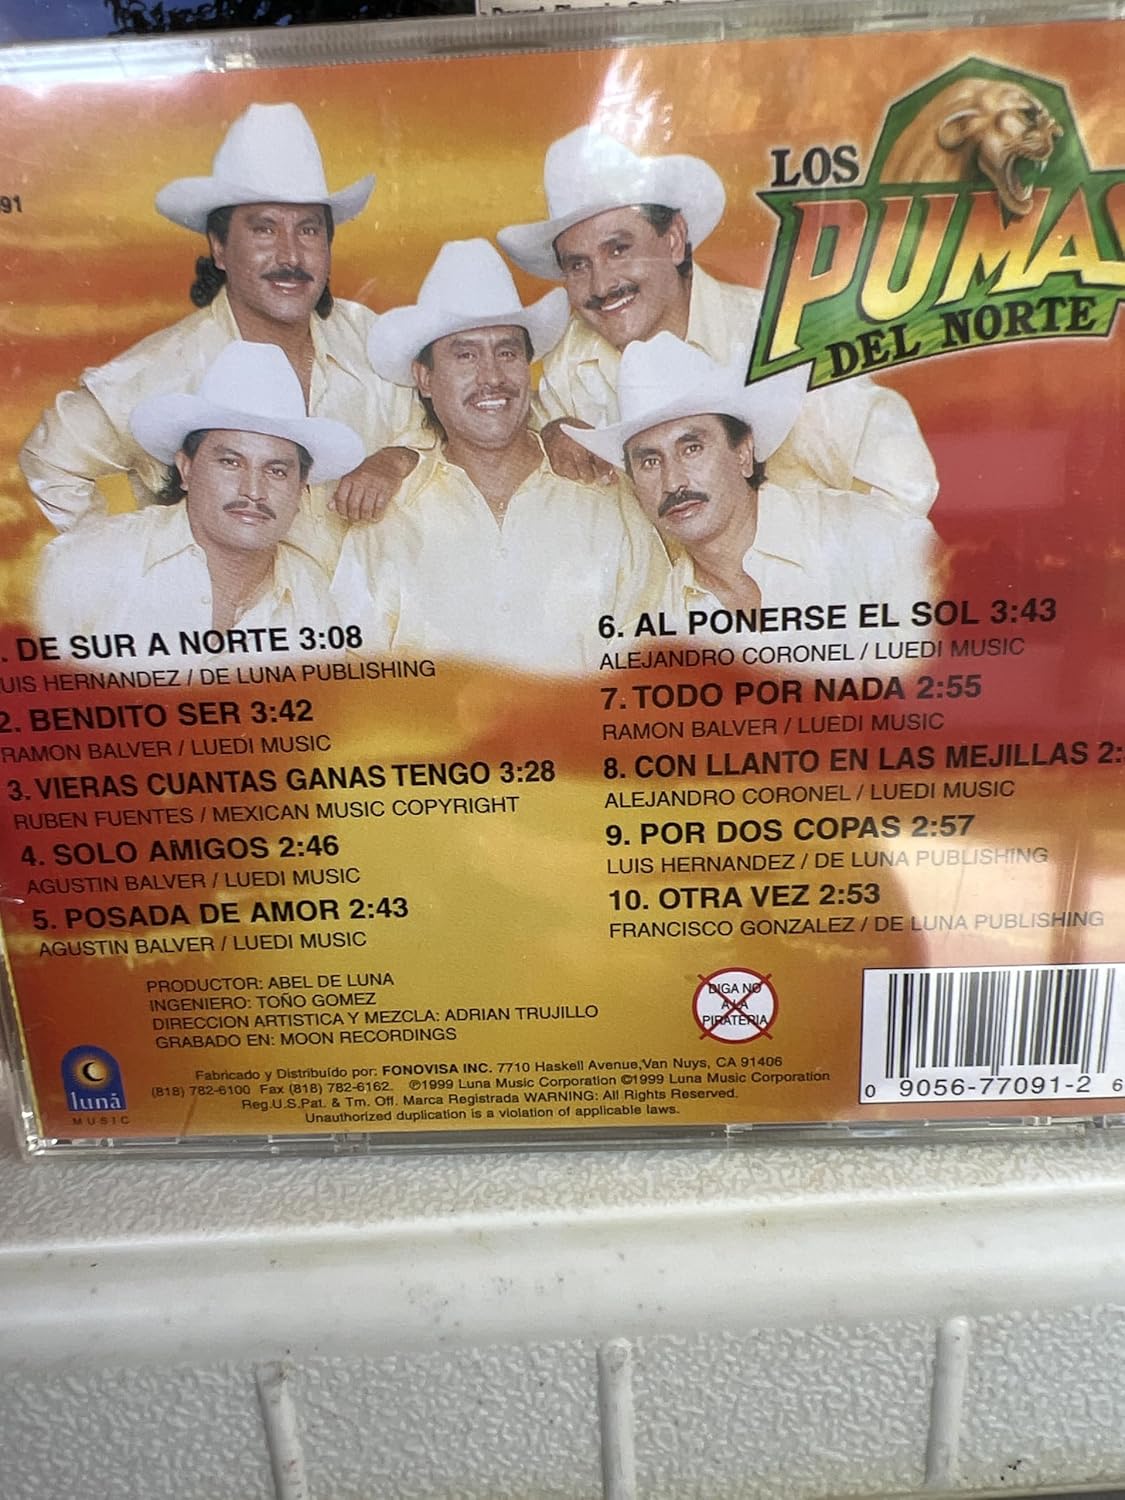 91
LOS
PUMAS
DEL NORTE
. DE SUR A NORTE 3:08
UIS HERNANDEZ / DE LUNA PUBLISHING
2. BENDITO SER 3:42
RAMON BALVER / LUEDI MUSIC
3. VIERAS CUANTAS GANAS TENGO 3:28
RUBEN FUENTES / MEXICAN MUSIC COPYRIGHT
4. SOLO AMIGOS 2:46
AGUSTIN BALVER / LUEDI MUSIC
5. POSADA DE AMOR 2:43
AGUSTIN BALVER / LUEDI MUSIC
6. AL PONERSE EL SOL 3:43
ALEJANDRO CORONEL / LUEDI MUSIC
7. TODO POR NADA 2:55
RAMON BALVER / LUEDI MUSIC
8. CON LLANTO EN LAS MEJILLAS 2:
ALEJANDRO CORONEL / LUEDI MUSIC
9. POR DOS COPAS 2:57
LUIS HERNANDEZ / DE LUNA PUBLISHING
10. OTRA VEZ 2:53
FRANCISCO GONZALEZ / DE LUNA PUBLISHING
PRODUCTOR: ABEL DE LUNA
INGENIERO: TOÑO GOMEZ
DIRECCION ARTISTICA Y MEZCLA: ADRIAN TRUJILLO
GRABADO EN: MOON RECORDINGS
DIGA NO
A LA
PIRATERIA
luná
MUSIC
Fabricado y Distribuído por: FONOVISA INC. 7710 Haskell Avenue,Van Nuys, CA 91406
(818) 782-6100 Fax (818) 782-6162. ℗1999 Luna Music Corporation ©1999 Luna Music Corporation
Reg.U.S.Pat. & Tm. Off. Marca Registrada WARNING: All Rights Reserved.
Unauthorized duplication is a violation of applicable laws.
0 9056-77091-2 6